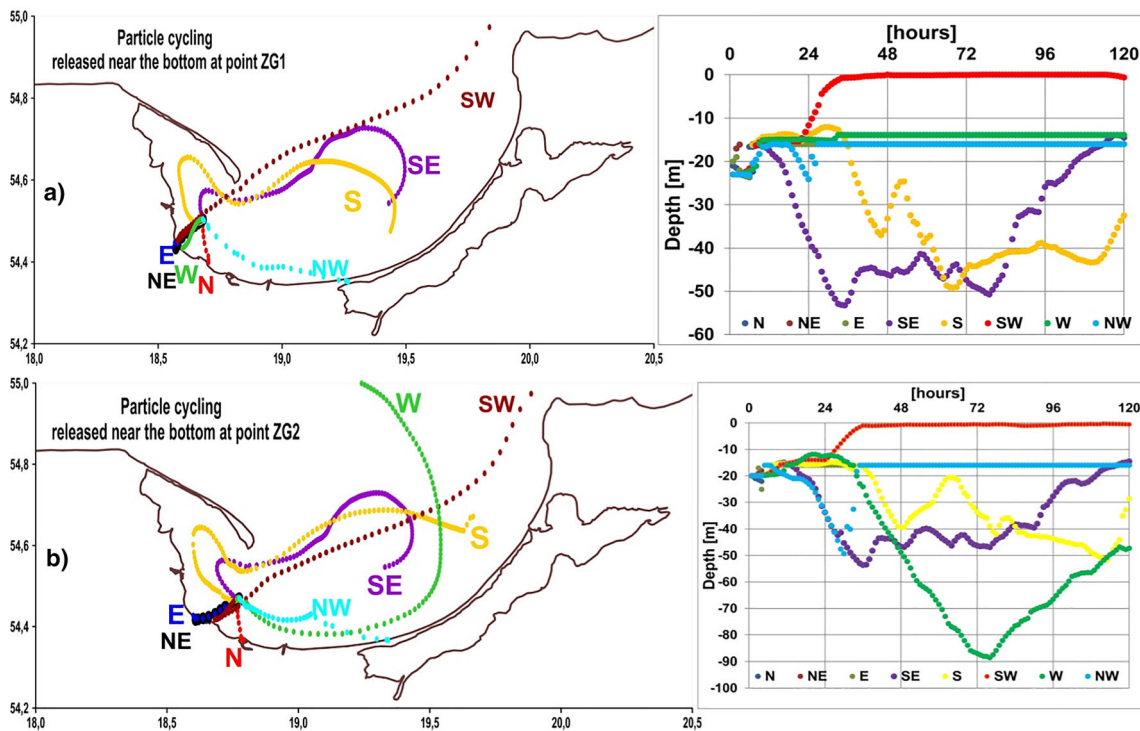 a)
55,0
54,8
54,6
54,4
54,2
Particle cycling
released near the bottom at point ZG1
SW
SE
S
E
NE W N
NW
18,0 18,5 19,0 19,5 20,0 20,5
[hours]
0 24 48 72 96 120
Depth [m]
0
-10
-20
-30
-40
-50
-60
N NE E SE S SW W NW
b)
55,0
54,8
54,6
54,4
54,2
Particle cycling
released near the bottom at point ZG2
W
SW
S
SE
NW
E
NE
N
18,0 18,5 19,0 19,5 20,0 20,5
[hours]
0 24 48 72 96 120
Depth [m]
0
-10
-20
-30
-40
-50
-60
-70
-80
-90
-100
N NE E SE S SW W NW